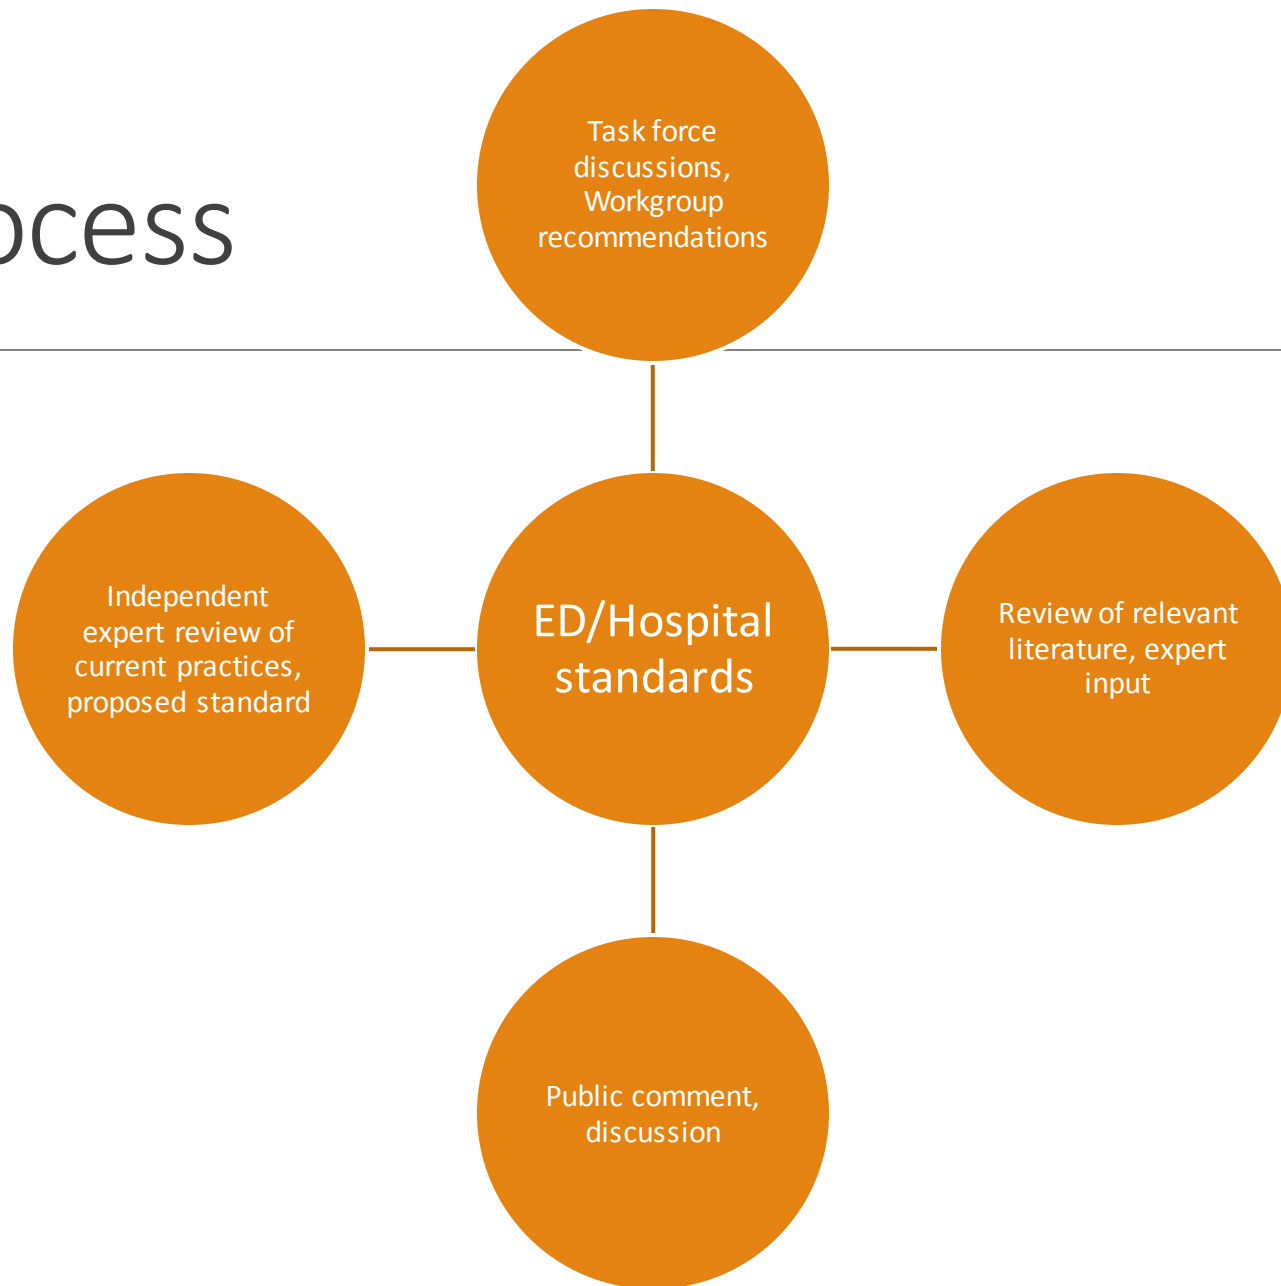 ocess
Task force
discussions,
Workgroup
recommendations
Independent
expert review of
current practices,
proposed standard
ED/Hospital
standards
Review of relevant
literature, expert
input
Public comment,
discussion